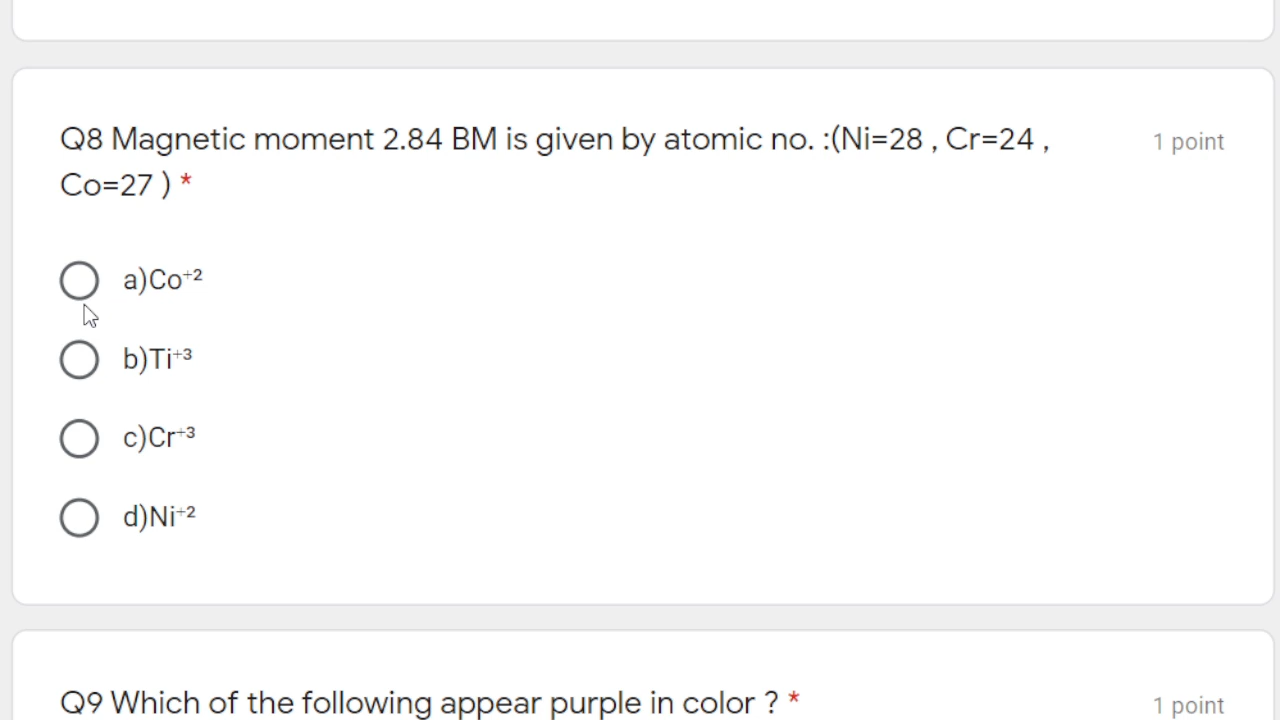 Q8 Magnetic moment 2.84 BM is given by atomic no. :(Ni=28 , Cr=24 ,
1 point
Co=27 ) *
a)Co⁺²
b)Ti⁺³
c)Cr⁺³
d)Ni⁺²
Q9 Which of the following appear purple in color ? *
1 point